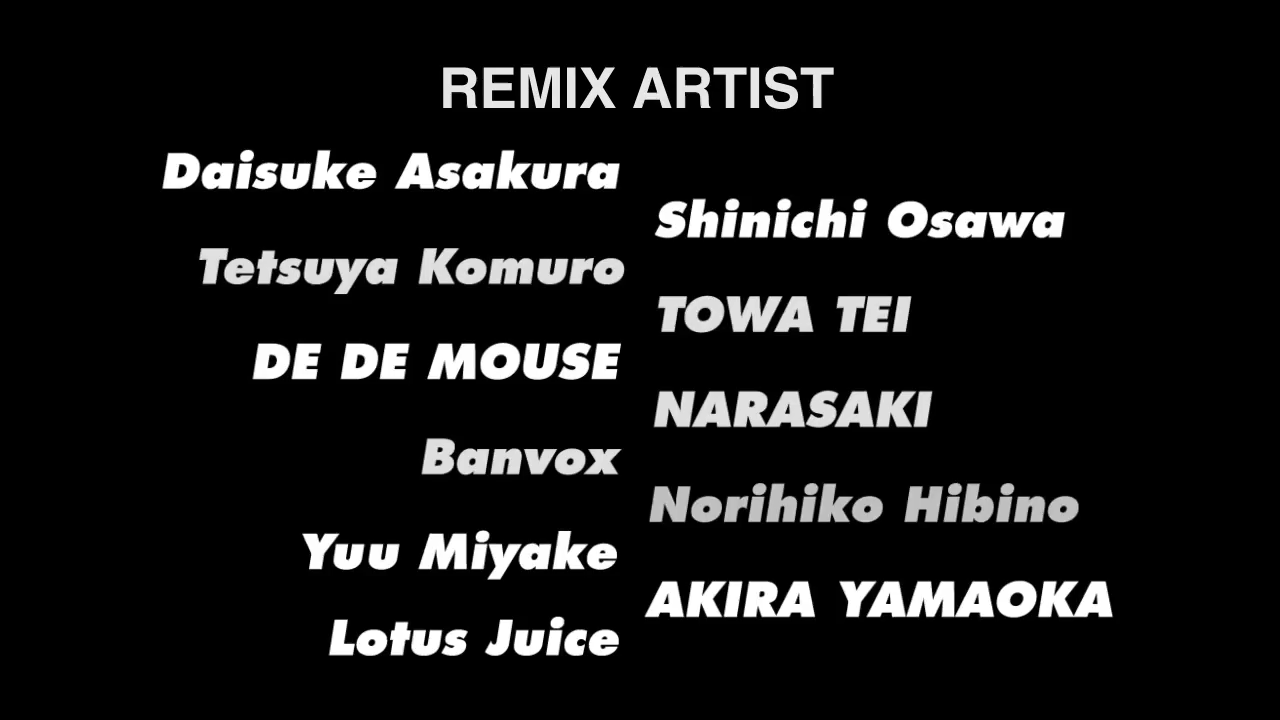 REMIX ARTIST
Daisuke Asakura
Shinichi Osawa
Tetsuya Komuro
TOWA TEI
DE DE MOUSE
NARASAKI
Banvox
Norihiko Hibino
Yuu Miyake
AKIRA YAMAOKA
Lotus Juice